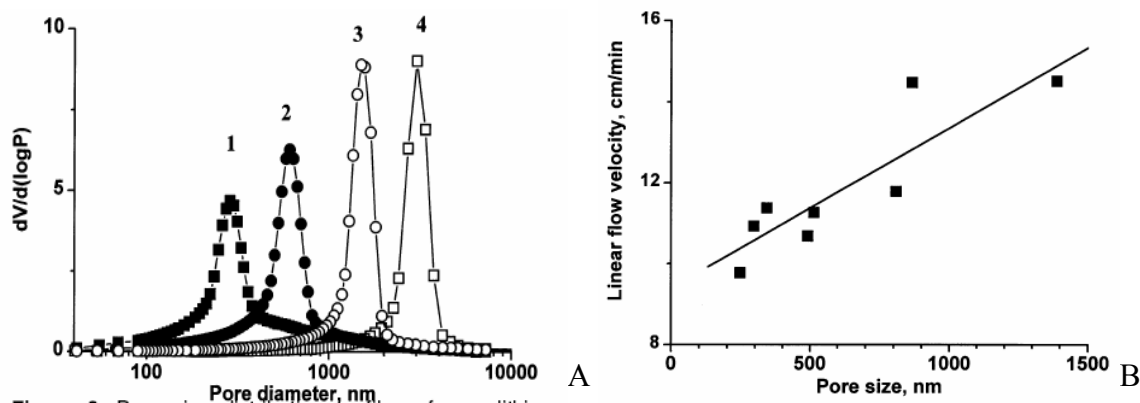 10
5
0
dV/d(logP)
1
2
3
4
100
1000
10000
Pore diameter, nm
A
16
12
8
Linear flow velocity, cm/min
0
500
1000
1500
Pore size, nm
B